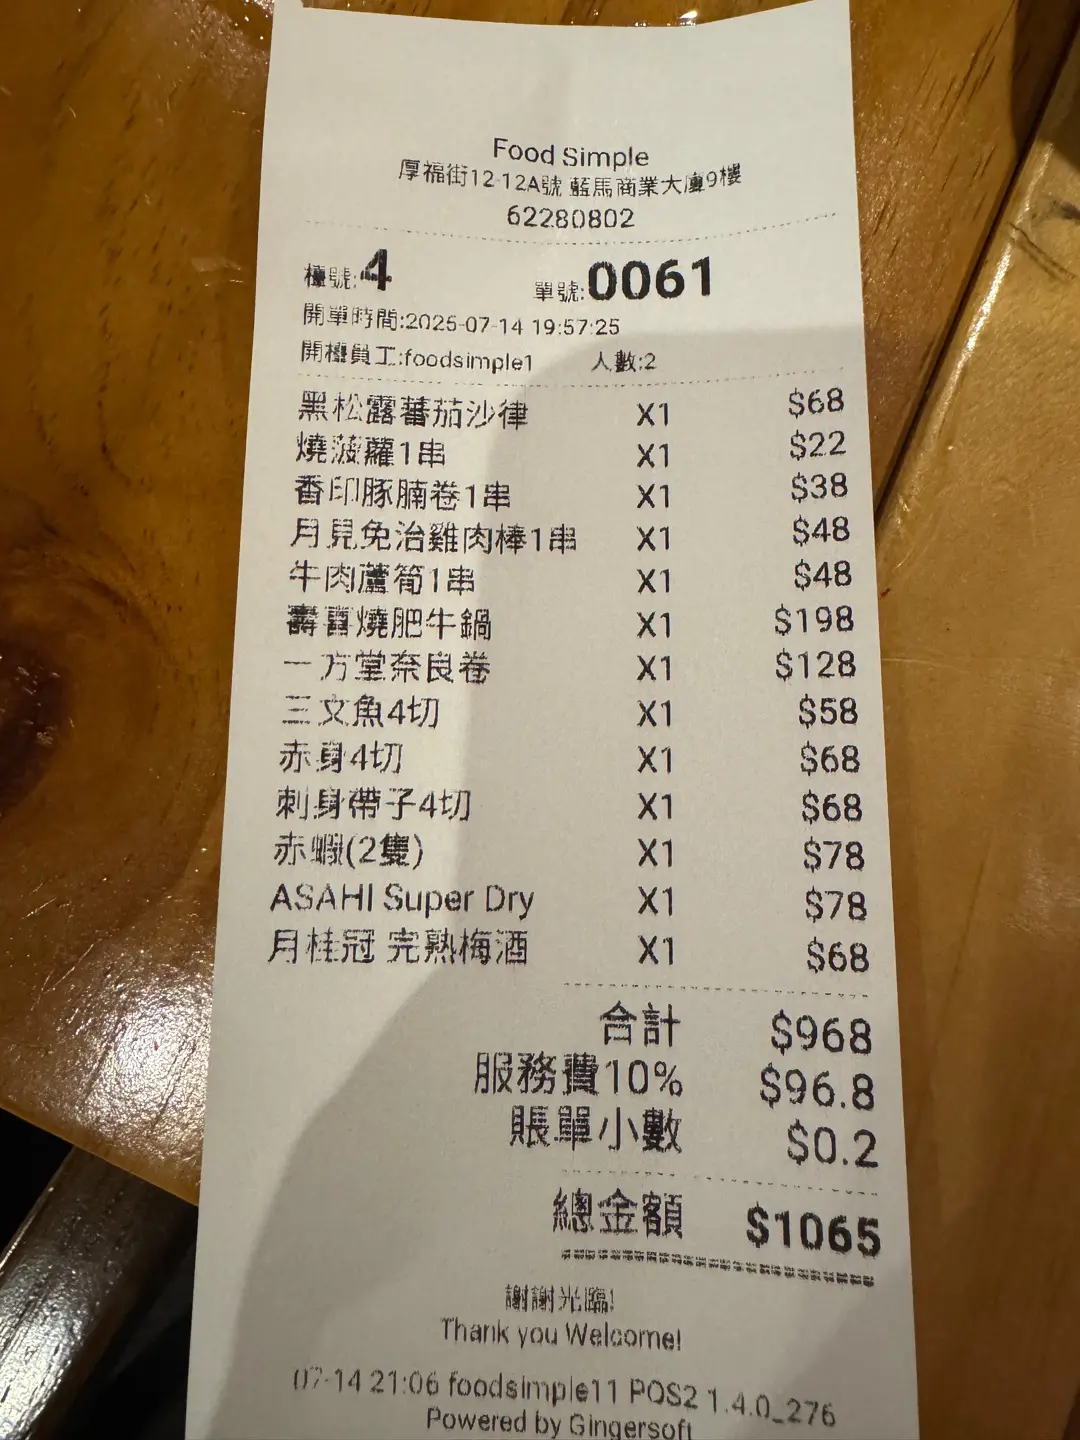 Food Simple
厚福街12-12A號 藍馬商業大廈9樓
62280802
檯號:4 單號:0061
開單時間:2025-07-14 19:57:25
開檯員工:foodsimple1 人數:2
黑松露蕃茄沙律 X1 $68
燒菠蘿1串 X1 $22
香印豚腩卷1串 X1 $38
月見免治雞肉棒1串 X1 $48
牛肉蘆筍1串 X1 $48
壽喜燒肥牛鍋 X1 $198
一方堂奈良卷 X1 $128
三文魚4切 X1 $58
赤身4切 X1 $68
刺身帶子4切 X1 $68
赤蝦(2隻) X1 $78
ASAHI Super Dry X1 $78
月桂冠 完熟梅酒 X1 $68
合計 $968
服務費10% $96.8
賬單小數 $0.2
總金額 $1065
謝謝光臨!
Thank you Welcome!
07-14 21:06 foodsimple11 POS2 1.4.0_276
Powered by Gingersoft